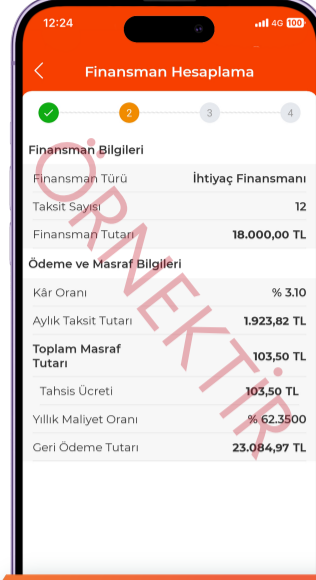 12:24 4G 100
Finansman Hesaplama
2 3 4
Finansman Bilgileri
Finansman Türü İhtiyaç Finansmanı
Taksit Sayısı 12
Finansman Tutarı 18.000,00 TL
Ödeme ve Masraf Bilgileri
Kâr Oranı % 3.10
Aylık Taksit Tutarı 1.923,82 TL
Toplam Masraf
Tutarı 103,50 TL
Tahsis Ücreti 103,50 TL
Yıllık Maliyet Oranı % 62.3500
Geri Ödeme Tutarı 23.084,97 TL
ÖRNEKTİR